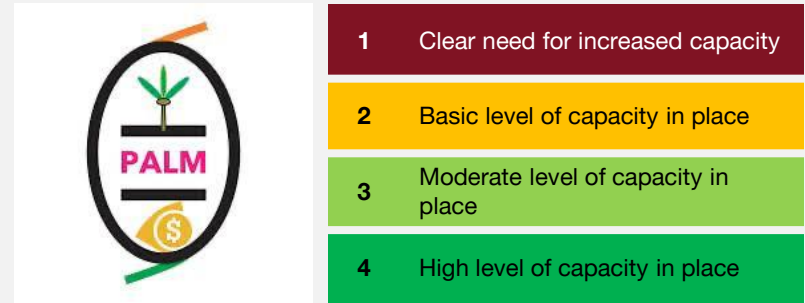 PALM
$
1 Clear need for increased capacity
2 Basic level of capacity in place
3 Moderate level of capacity in
place
4 High level of capacity in place